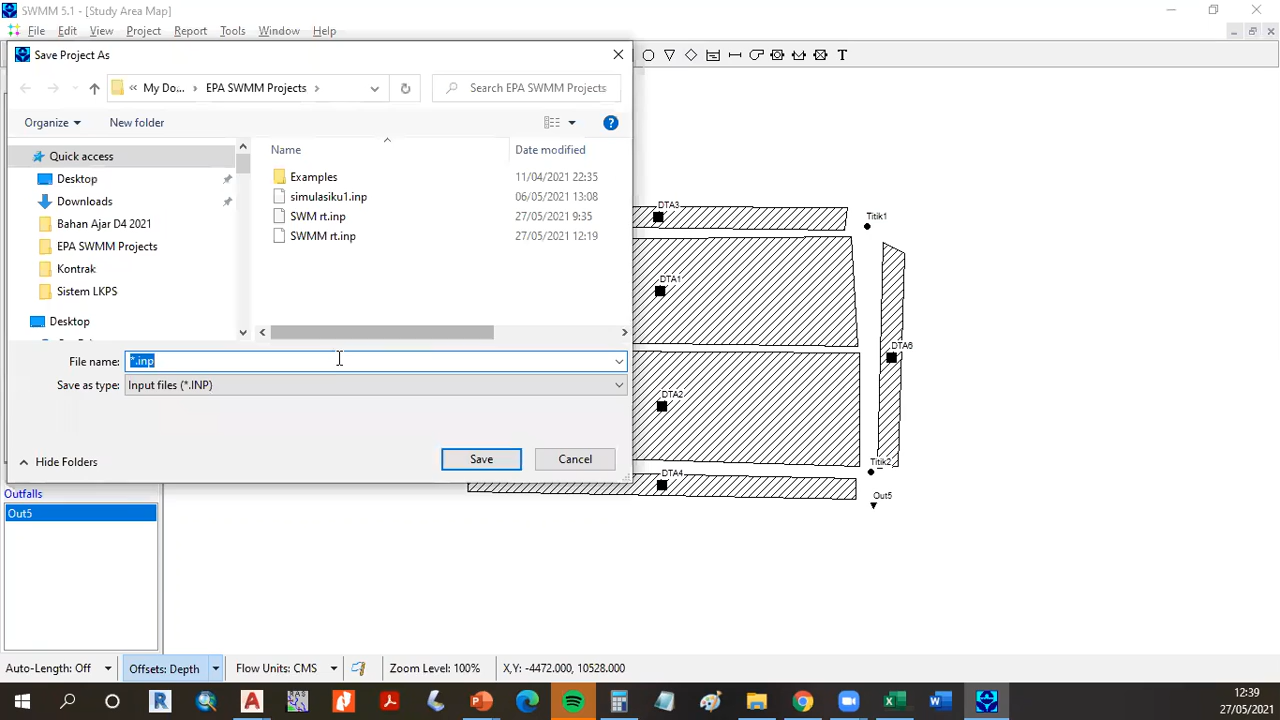 SWMM 5.1 - [Study Area Map]
File Edit View Project Report Tools Window Help
T
Save Project As
« My Do... › EPA SWMM Projects ›
Search EPA SWMM Projects
Organize
New folder
Quick access
Desktop
Downloads
Bahan Ajar D4 2021
EPA SWMM Projects
Kontrak
Sistem LKPS
Desktop
Name Date modified
Examples 11/04/2021 22:35
simulasiku1.inp 06/05/2021 13:08
SWM rt.inp 27/05/2021 9:35
SWMM rt.inp 27/05/2021 12:19
File name: *.inp
Save as type: Input files (*.INP)
Hide Folders
Save
Cancel
DTA3
Titik1
DTA1
DTA6
DTA2
Titik2
DTA4
Out5
Outfalls
Out5
Auto-Length: Off Offsets: Depth Flow Units: CMS Zoom Level: 100% X,Y: -4472.000, 10528.000
12:39
27/05/2021